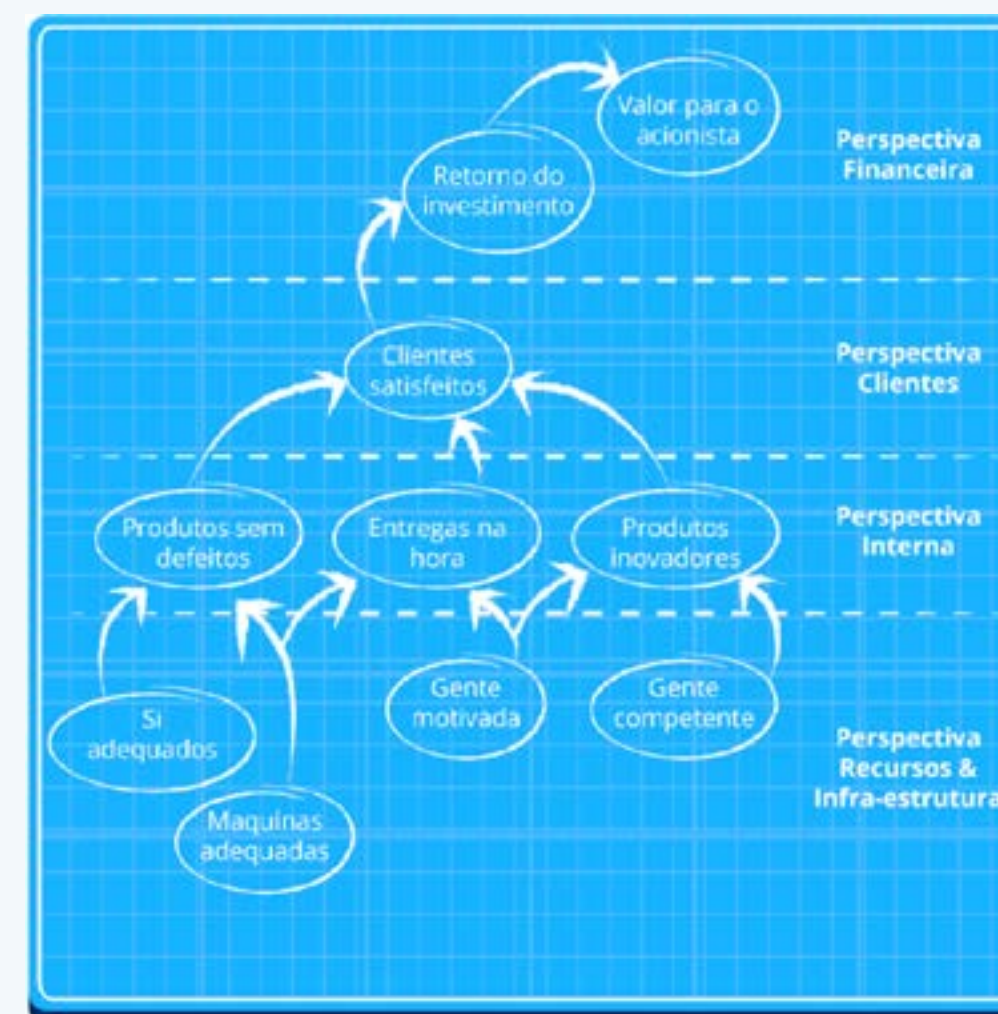 Valor para o
acionista
Perspectiva
Financeira
Retorno do
investimento
Clientes
satisfeitos
Perspectiva
Clientes
Produtos sem
defeitos
Entregas na
hora
Produtos
inovadores
Perspectiva
Interna
Gente
motivada
Gente
competente
Si
adequados
Perspectiva
Recursos &
Infra-estrutura
Maquinas
adequadas